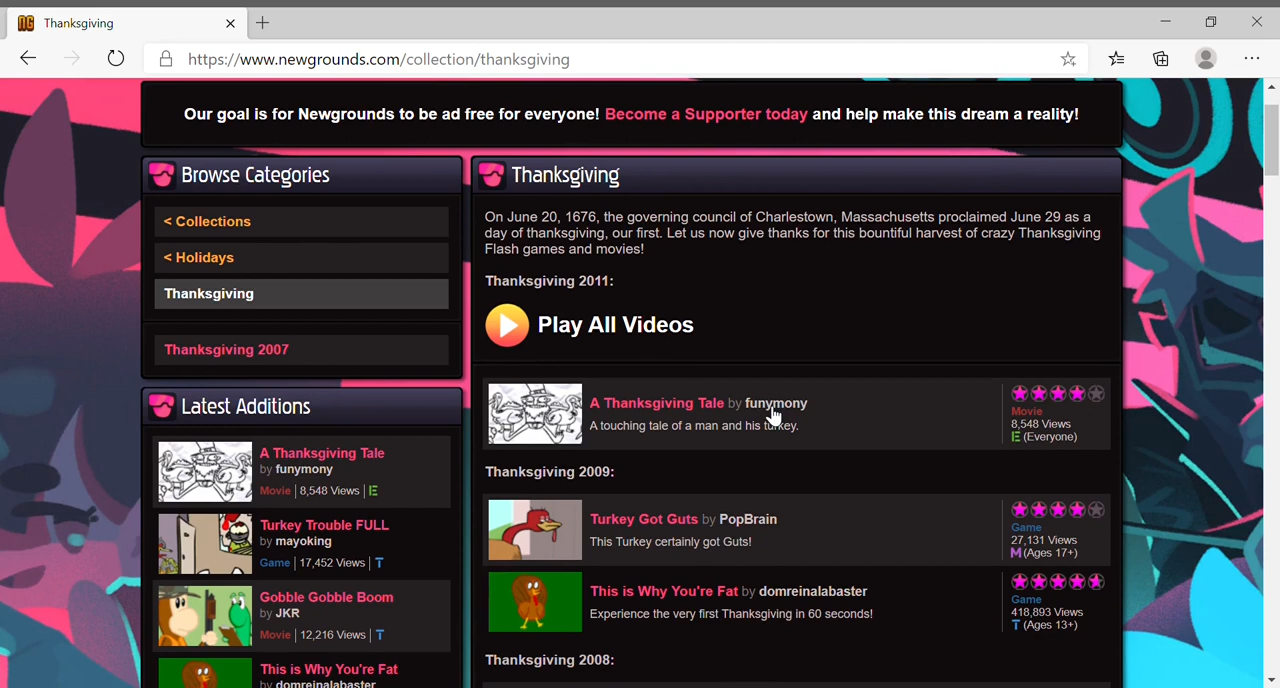 Thanksgiving
https://www.newgrounds.com/collection/thanksgiving
Our goal is for Newgrounds to be ad free for everyone! Become a Supporter today and help make this dream a reality!
Browse Categories
< Collections
< Holidays
Thanksgiving
Thanksgiving 2007
Latest Additions
A Thanksgiving Tale
by funymony
Movie | 8,548 Views | E
Turkey Trouble FULL
by mayoking
Game | 17,452 Views | T
Gobble Gobble Boom
by JKR
Movie | 12,216 Views | T
This is Why You're Fat
by domreinalabaster
Thanksgiving
On June 20, 1676, the governing council of Charlestown, Massachusetts proclaimed June 29 as a
day of thanksgiving, our first. Let us now give thanks for this bountiful harvest of crazy Thanksgiving
Flash games and movies!
Thanksgiving 2011:
Play All Videos
A Thanksgiving Tale by funymony
A touching tale of a man and his turkey.
Movie
8,548 Views
E (Everyone)
Thanksgiving 2009:
Turkey Got Guts by PopBrain
This Turkey certainly got Guts!
Game
27,131 Views
M (Ages 17+)
This is Why You're Fat by domreinalabaster
Experience the very first Thanksgiving in 60 seconds!
Game
418,893 Views
T (Ages 13+)
Thanksgiving 2008: